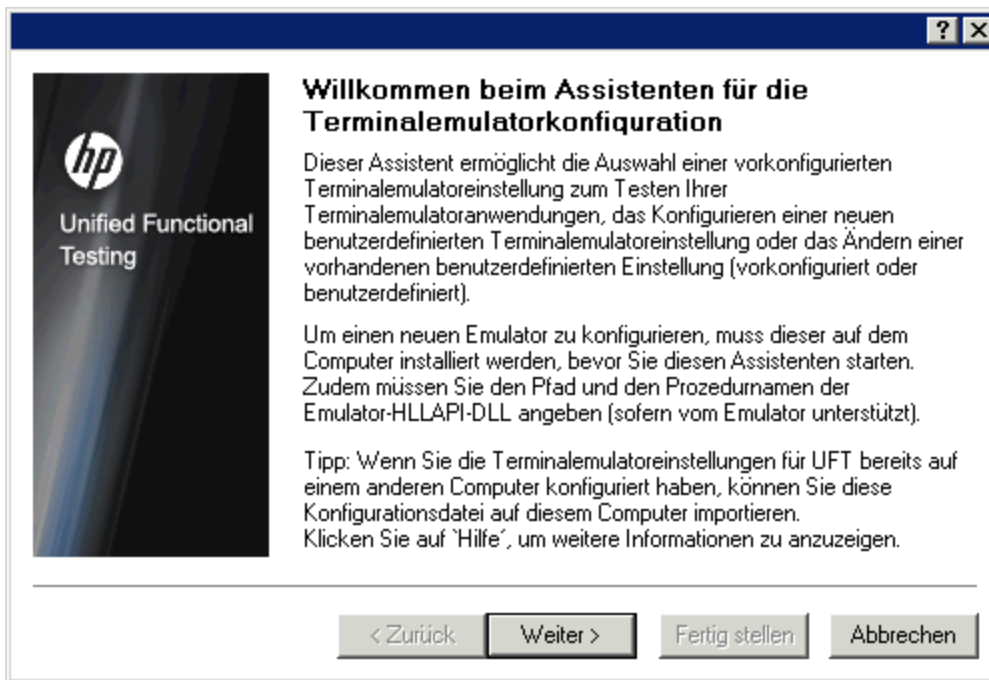 ?
hp
Unified Functional
Testing
Willkommen beim Assistenten für die
Terminalemulatorkonfiguration
Dieser Assistent ermöglicht die Auswahl einer vorkonfigurierten
Terminalemulatoreinstellung zum Testen Ihrer
Terminalemulatoranwendungen, das Konfigurieren einer neuen
benutzerdefinierten Terminalemulatoreinstellung oder das Ändern einer
vorhandenen benutzerdefinierten Einstellung (vorkonfiguriert oder
benutzerdefiniert).
Um einen neuen Emulator zu konfigurieren, muss dieser auf dem
Computer installiert werden, bevor Sie diesen Assistenten starten.
Zudem müssen Sie den Pfad und den Prozedurnamen der
Emulator-HLLAPI-DLL angeben (sofern vom Emulator unterstützt).
Tipp: Wenn Sie die Terminalemulatoreinstellungen für UFT bereits auf
einem anderen Computer konfiguriert haben, können Sie diese
Konfigurationsdatei auf diesem Computer importieren.
Klicken Sie auf `Hilfe´, um weitere Informationen zu anzuzeigen.
< Zurück Weiter > Fertig stellen Abbrechen